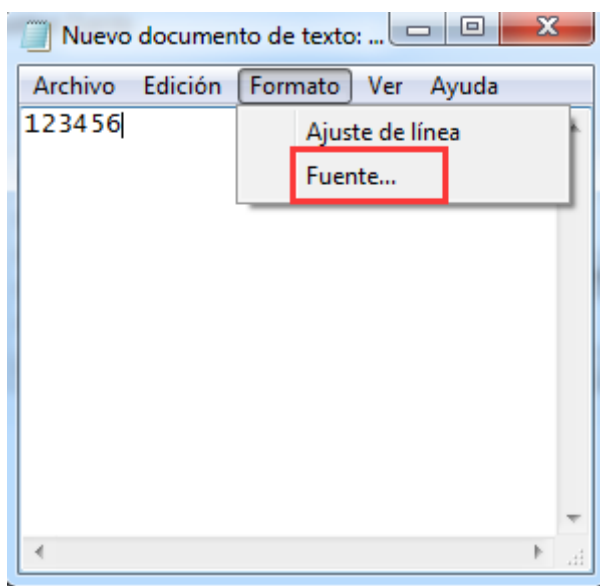 Nuevo documento de texto: ...
Archivo Edición Formato Ver Ayuda
123456
Ajuste de línea
Fuente...